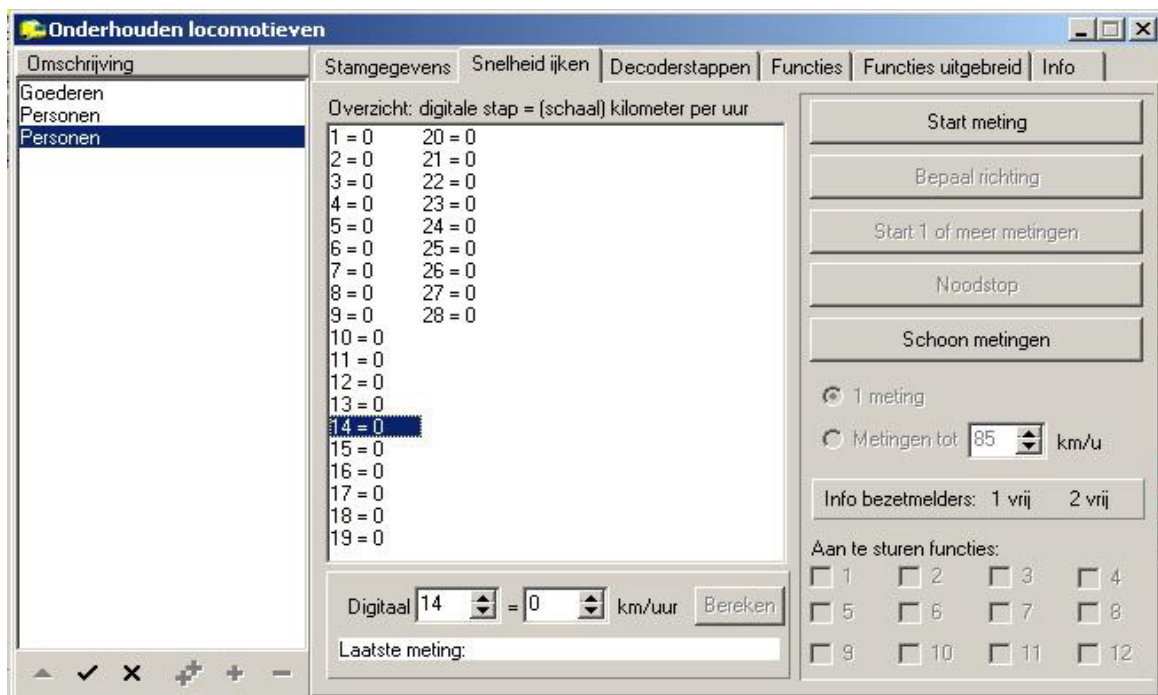 Onderhouden locomotieven
Omschrijving
Goederen
Personen
Personen
Stamgegevens Snelheid ijken Decoderstappen Functies Functies uitgebreid Info
Overzicht: digitale stap = (schaal) kilometer per uur
1 = 0 20 = 0
2 = 0 21 = 0
3 = 0 22 = 0
4 = 0 23 = 0
5 = 0 24 = 0
6 = 0 25 = 0
7 = 0 26 = 0
8 = 0 27 = 0
9 = 0 28 = 0
10 = 0
11 = 0
12 = 0
13 = 0
14 = 0
15 = 0
16 = 0
17 = 0
18 = 0
19 = 0
Digitaal 14 = 0 km/uur Bereken
Laatste meting:
Start meting
Bepaal richting
Start 1 of meer metingen
Noodstop
Schoon metingen
1 meting
Metingen tot 85 km/u
Info bezetmelders: 1 vrij 2 vrij
Aan te sturen functies:
1 2 3 4
5 6 7 8
9 10 11 12